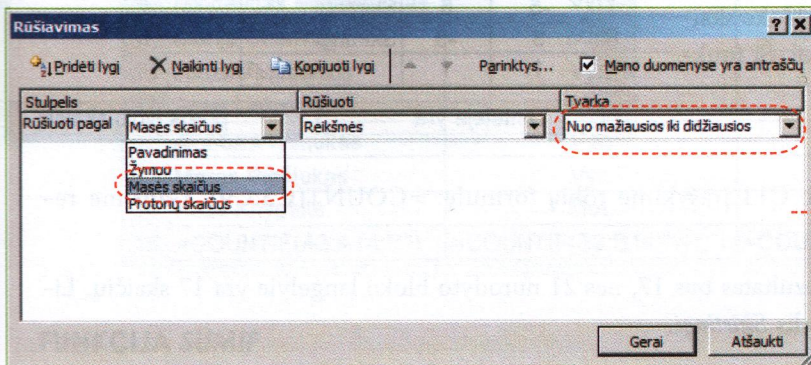 Rūšiavimas
Pridėti lygį Naikinti lygį Kopijuoti lygį Parinktys... Mano duomenyse yra antraščių
Stulpelis Rūšiuoti Tvarka
Rūšiuoti pagal Masės skaičius Reikšmės Nuo mažiausios iki didžiausios
Pavadinimas
Žymuo
Masės skaičius
Protonų skaičius
Gerai Atšaukti